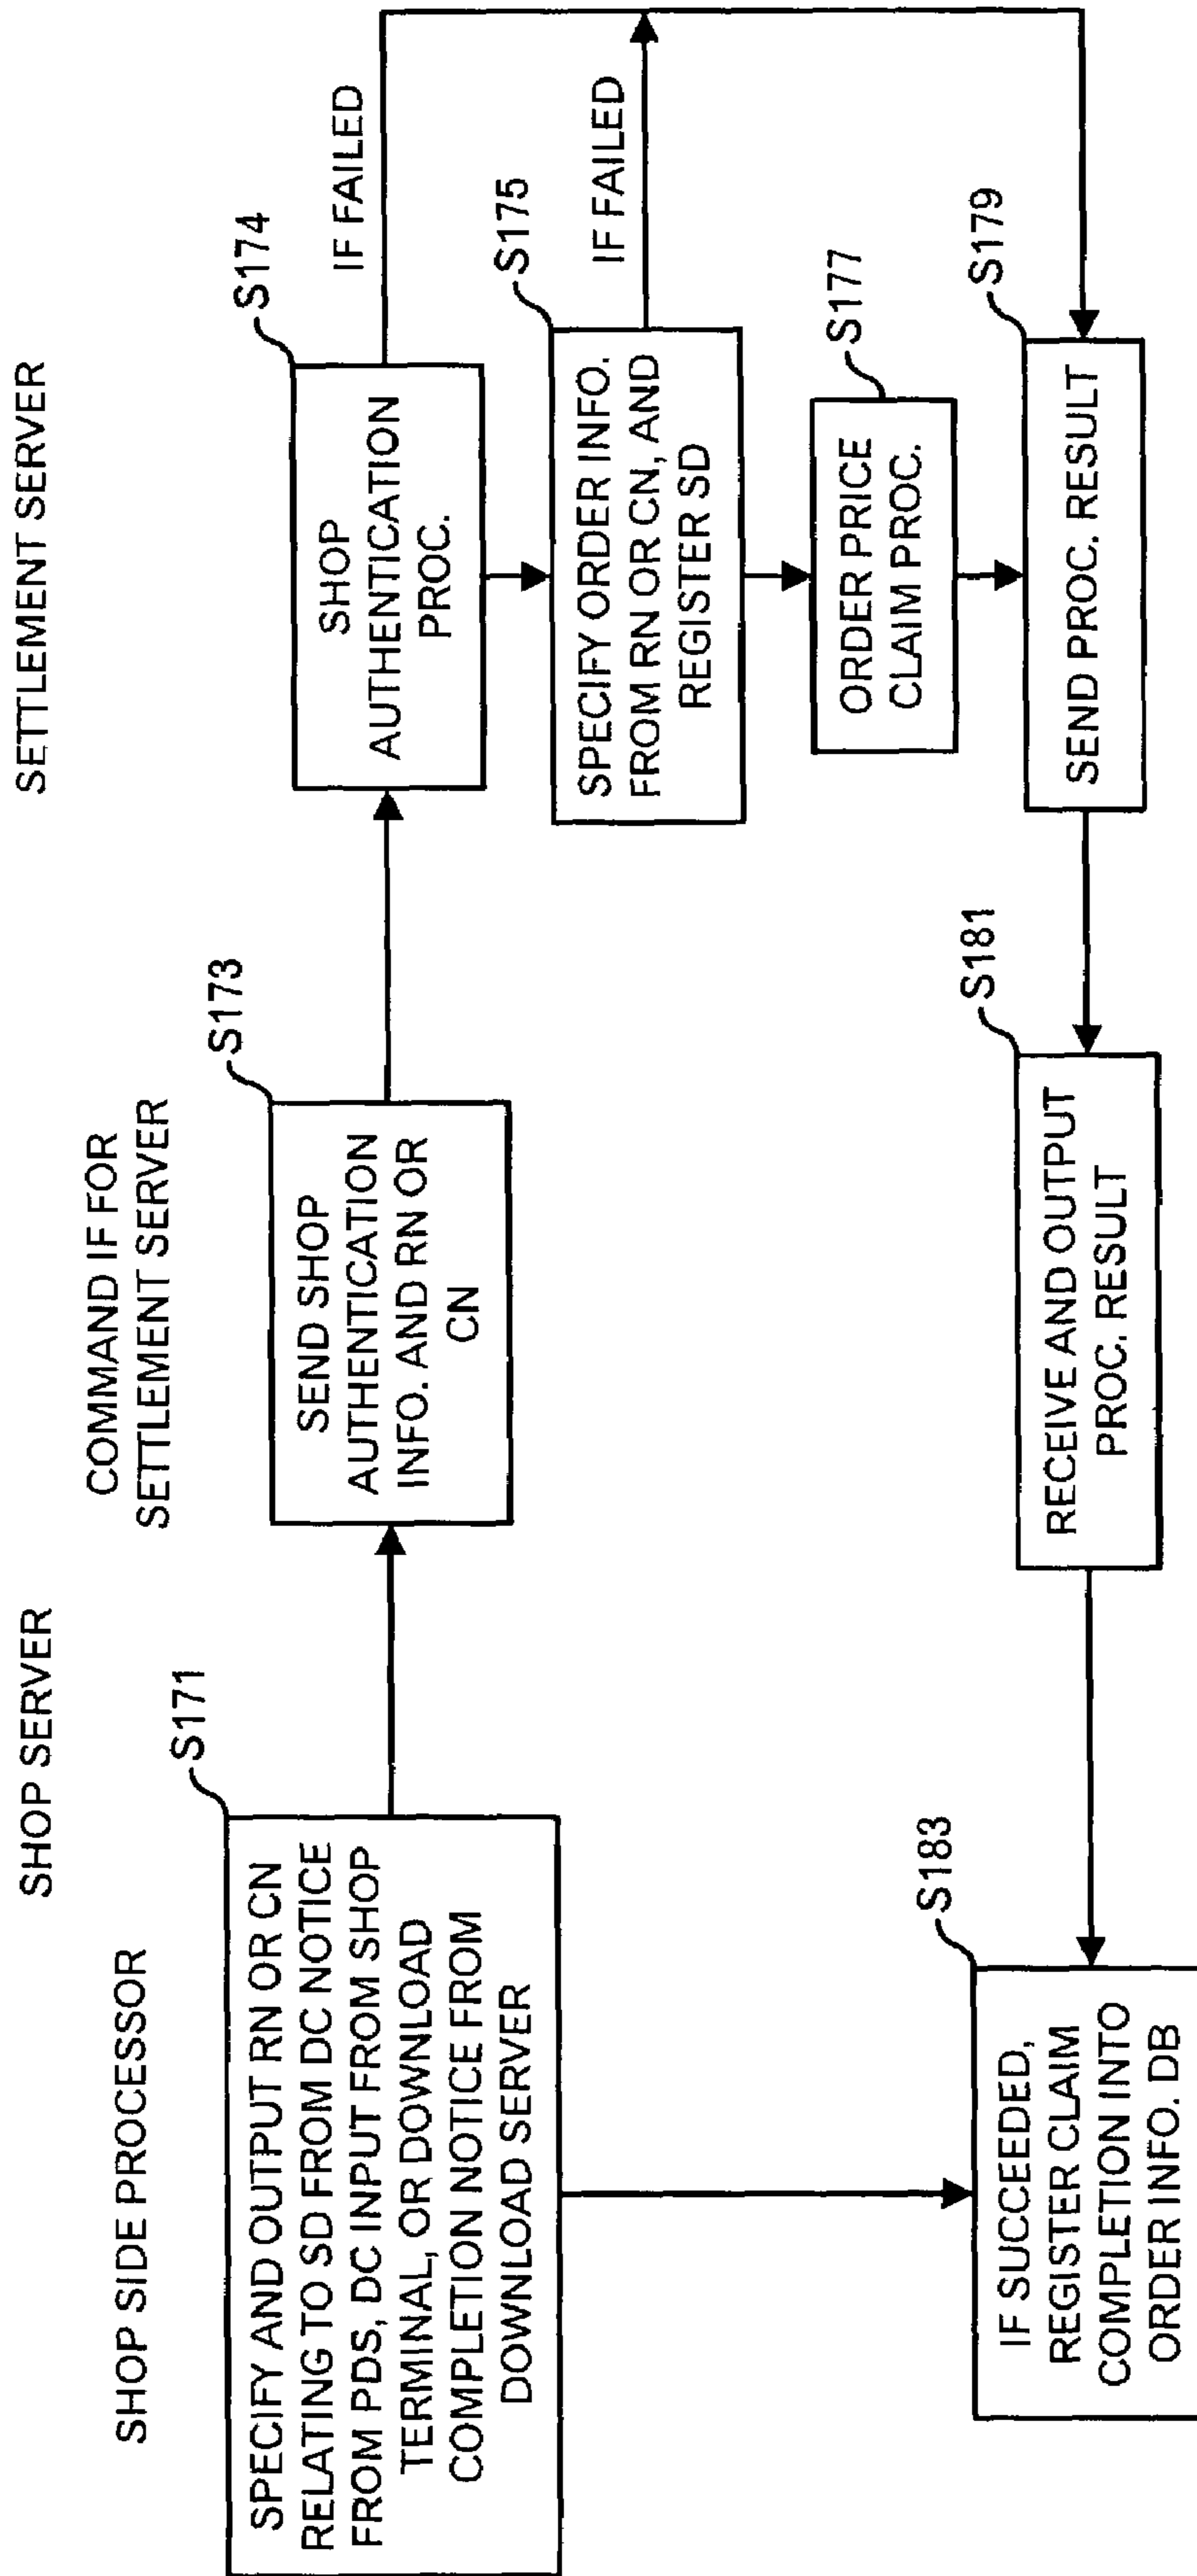 SHOP SERVER
SETTLEMENT SERVER
SHOP SIDE PROCESSOR
COMMAND IF FOR
SETTLEMENT SERVER
S171
SPECIFY AND OUTPUT RN OR CN
RELATING TO SD FROM DC NOTICE
FROM PDS, DC INPUT FROM SHOP
TERMINAL, OR DOWNLOAD
COMPLETION NOTICE FROM
DOWNLOAD SERVER
S173
SEND SHOP
AUTHENTICATION
INFO. AND RN OR
CN
S174
SHOP
AUTHENTICATION
PROC.
IF FAILED
S175
SPECIFY ORDER INFO.
FROM RN OR CN, AND
REGISTER SD
IF FAILED
S177
ORDER PRICE
CLAIM PROC.
S179
SEND PROC. RESULT
S181
RECEIVE AND OUTPUT
PROC. RESULT
S183
IF SUCCEEDED,
REGISTER CLAIM
COMPLETION INTO
ORDER INFO. DB